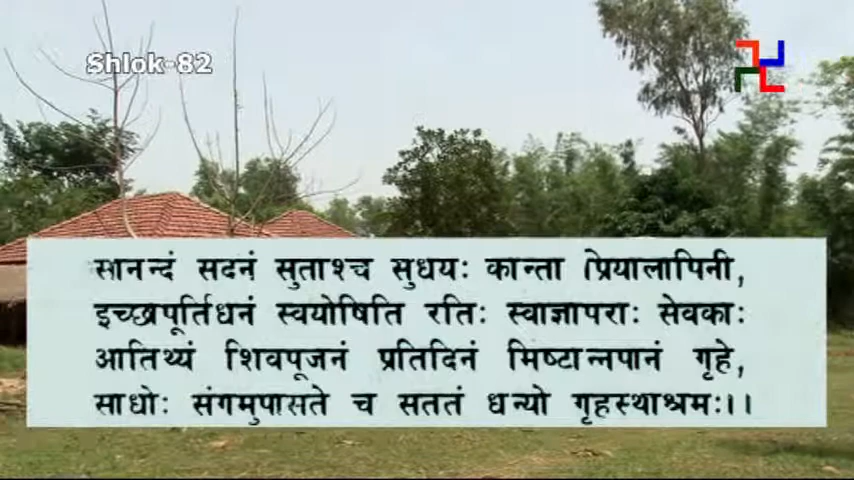 Shlok-82
सानन्दं सदनं सुताश्च सुधयः कान्ता प्रियालापिनी,
इच्छापूर्तिधनं स्वयोषिति रतिः स्वाज्ञापराः सेवकाः
आतिथ्यं शिवपूजनं प्रतिदिनं मिष्टान्नपानं गृहे,
साधोः संगमुपासते च सततं धन्यो गृहस्थाश्रमः।।